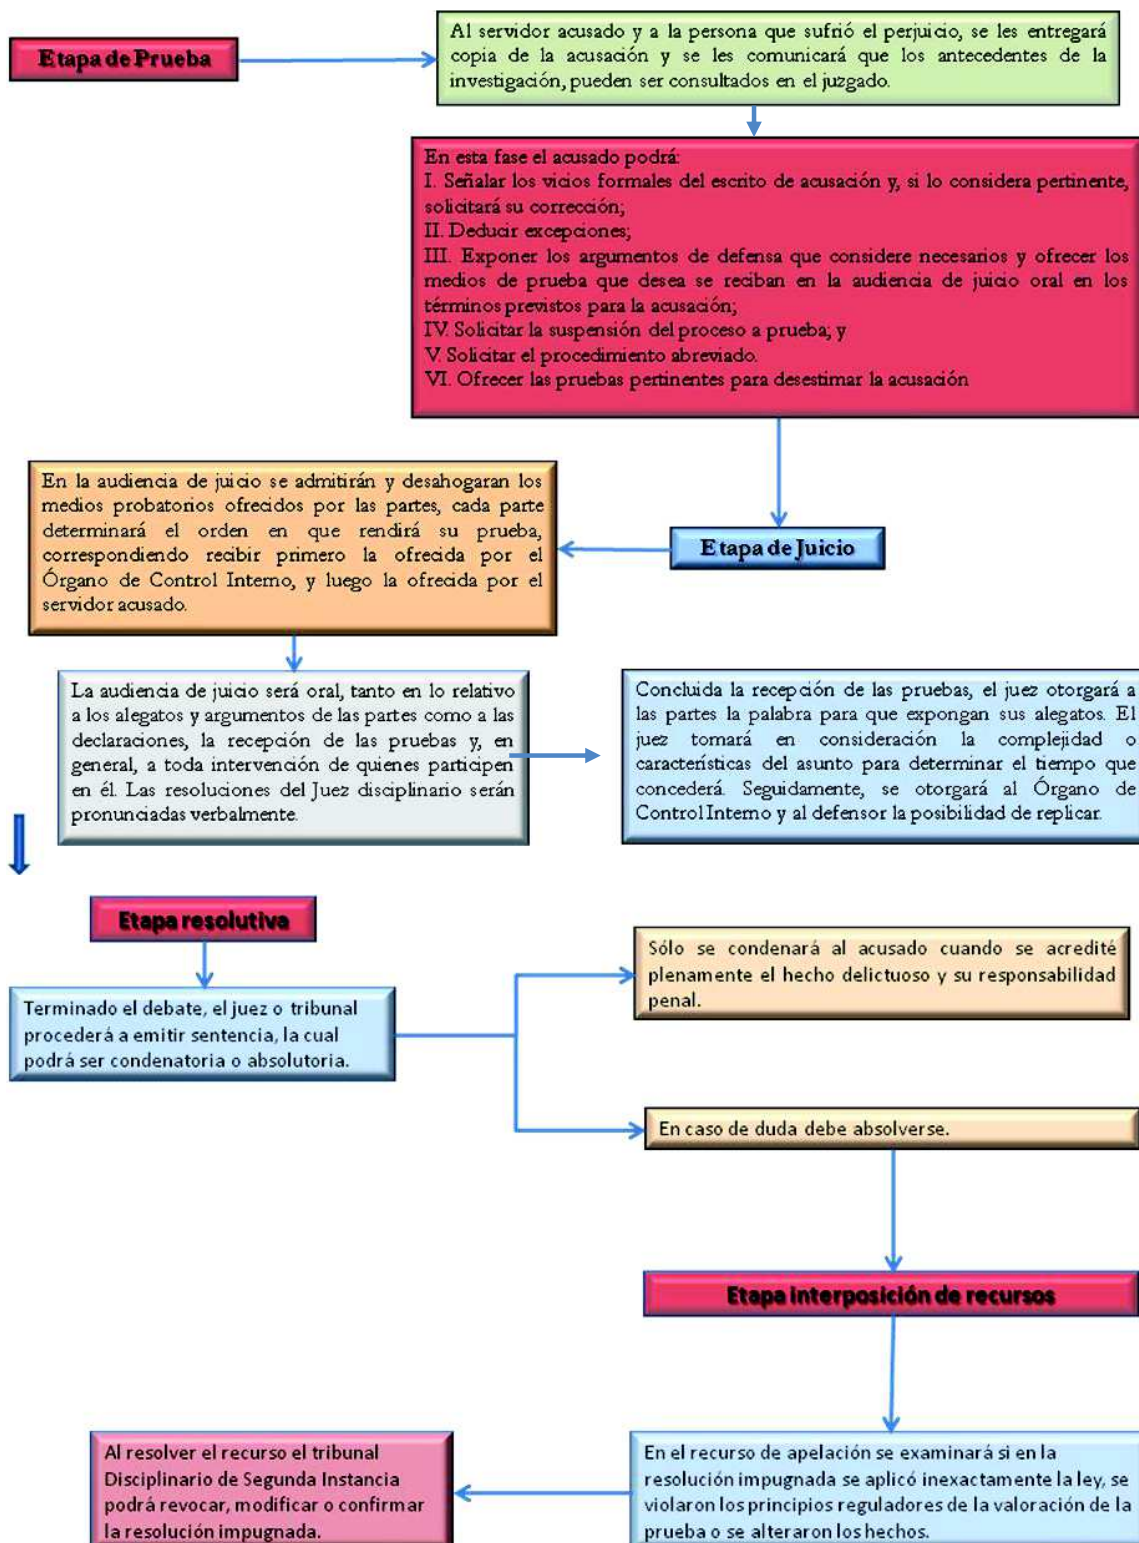 Etapa de Prueba
Al servidor acusado y a la persona que sufrió el perjuicio, se les entregará
copia de la acusación y se les comunicará que los antecedentes de la
investigación, pueden ser consultados en el juzgado.
En esta fase el acusado podrá:
I. Señalar los vicios formales del escrito de acusación y, si lo considera pertinente,
solicitará su corrección;
II. Deducir excepciones;
III. Exponer los argumentos de defensa que considere necesarios y ofrecer los
medios de prueba que desea se reciban en la audiencia de juicio oral en los
términos previstos para la acusación;
IV. Solicitar la suspensión del proceso a prueba; y
V. Solicitar el procedimiento abreviado.
VI. Ofrecer las pruebas pertinentes para desestimar la acusación
Etapa de Juicio
En la audiencia de juicio se admitirán y desahogaran los
medios probatorios ofrecidos por las partes, cada parte
determinará el orden en que rendirá su prueba,
correspondiendo recibir primero la ofrecida por el
Órgano de Control Interno, y luego la ofrecida por el
servidor acusado.
La audiencia de juicio será oral, tanto en lo relativo
a los alegatos y argumentos de las partes como a las
declaraciones, la recepción de las pruebas y, en
general, a toda intervención de quienes participen
en él. Las resoluciones del Juez disciplinario serán
pronunciadas verbalmente.
Concluida la recepción de las pruebas, el juez otorgará a
las partes la palabra para que expongan sus alegatos. El
juez tomará en consideración la complejidad o
características del asunto para determinar el tiempo que
concederá. Seguidamente, se otorgará al Órgano de
Control Interno y al defensor la posibilidad de replicar.
Etapa resolutiva
Terminado el debate, el juez o tribunal
procederá a emitir sentencia, la cual
podrá ser condenatoria o absolutoria.
Sólo se condenará al acusado cuando se acredité
plenamente el hecho delictuoso y su responsabilidad
penal.
En caso de duda debe absolverse.
Etapa interposición de recursos
En el recurso de apelación se examinará si en la
resolución impugnada se aplicó inexactamente la ley, se
violaron los principios reguladores de la valoración de la
prueba o se alteraron los hechos.
Al resolver el recurso el tribunal
Disciplinario de Segunda Instancia
podrá revocar, modificar o confirmar
la resolución impugnada.